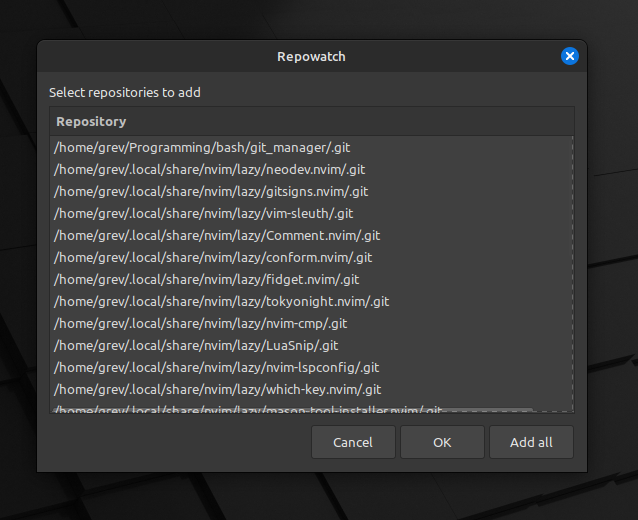 Repowatch
Select repositories to add
Repository
/home/grev/Programming/bash/git_manager/.git
/home/grev/.local/share/nvim/lazy/neodev.nvim/.git
/home/grev/.local/share/nvim/lazy/gitsigns.nvim/.git
/home/grev/.local/share/nvim/lazy/vim-sleuth/.git
/home/grev/.local/share/nvim/lazy/Comment.nvim/.git
/home/grev/.local/share/nvim/lazy/conform.nvim/.git
/home/grev/.local/share/nvim/lazy/fidget.nvim/.git
/home/grev/.local/share/nvim/lazy/tokyonight.nvim/.git
/home/grev/.local/share/nvim/lazy/nvim-cmp/.git
/home/grev/.local/share/nvim/lazy/LuaSnip/.git
/home/grev/.local/share/nvim/lazy/nvim-lspconfig/.git
/home/grev/.local/share/nvim/lazy/which-key.nvim/.git
/home/grev/.local/share/nvim/lazy/mason-tool-installer.nvim/.git
Cancel
OK
Add all